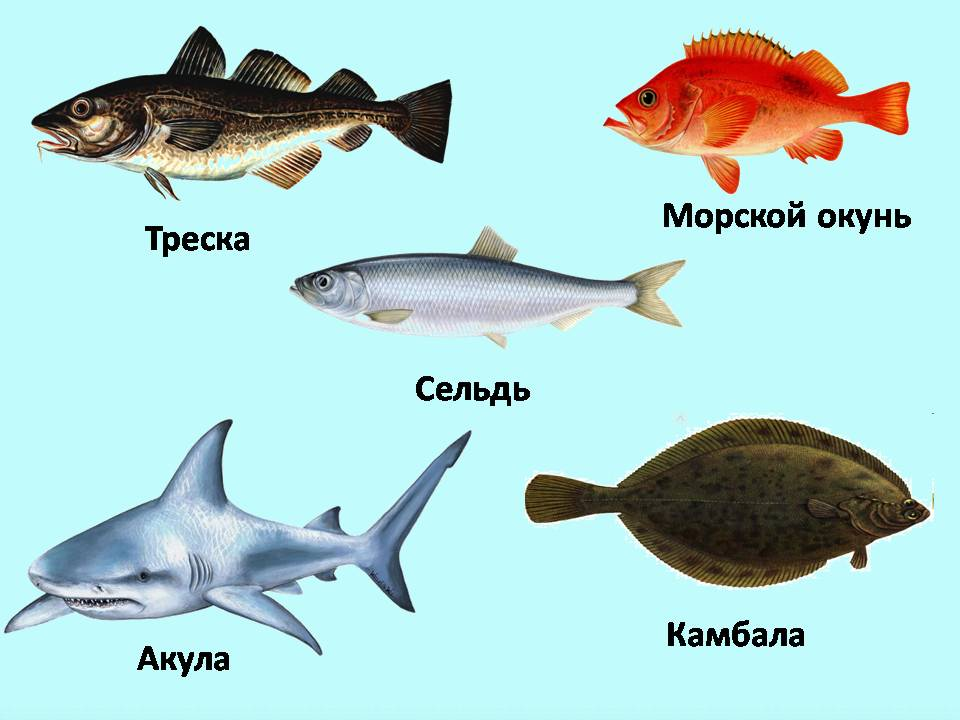 Треска
Морской окунь
Сельдь
Акула
Камбала